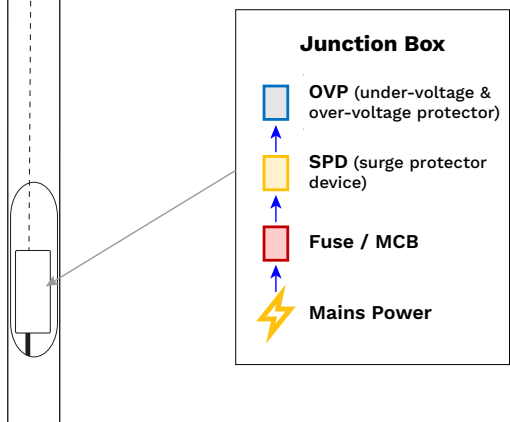 Junction Box
OVP (under-voltage &
over-voltage protector)
SPD (surge protector
device)
Fuse / MCB
Mains Power